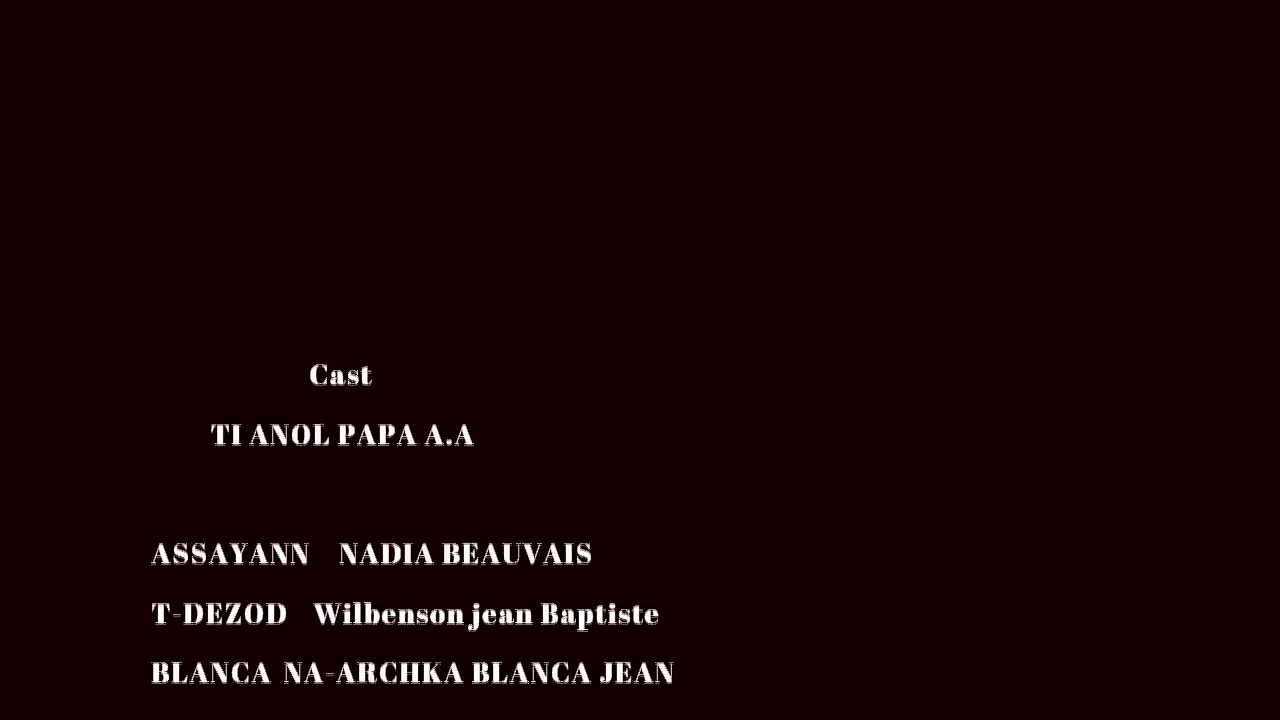 Cast
TI ANOL PAPA A.A
ASSAYANN NADIA BEAUVAIS
T-DEZOD Wilbenson jean Baptiste
BLANCA NA-ARCHKA BLANCA JEAN